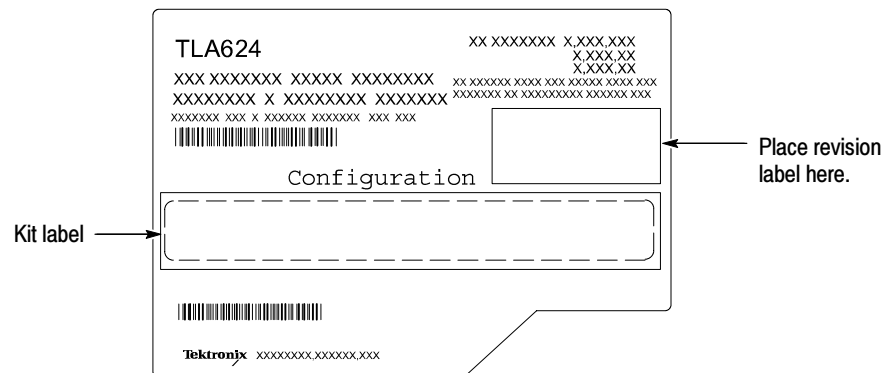 TLA624
XX XXXXXXX X,XXX,XXX
X,XXX,XX
X,XXX,XX
XXX XXXXXXX XXXXX XXXXXXXX
XX XXXXXX XXXX XXX XXXXX XXXX XXX
XXXXXXXX X XXXXXXXX XXXXXXX
XXXXXXX XX XXXXXXXXX XXXXXX XXX
XXXXXXX XXX X XXXXXX XXXXXXX XXX XXX
Place revision
label here.
Configuration
Kit label
Tektronix XXXXXXXX,XXXXXX,XXX